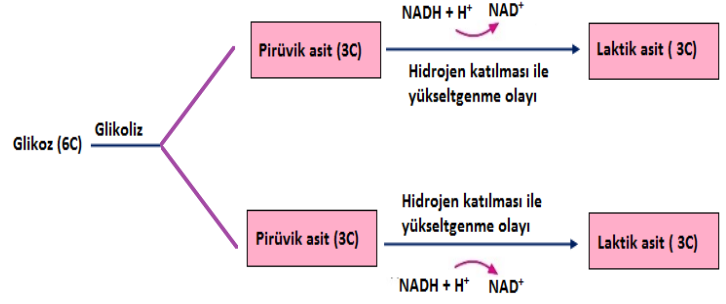 NADH + H⁺ NAD⁺
Pirüvik asit (3C)
Laktik asit ( 3C)
Hidrojen katılması ile
yükseltgenme olayı
Glikoz (6C)
Glikoliz
Hidrojen katılması ile
yükseltgenme olayı
Pirüvik asit (3C)
Laktik asit ( 3C)
NADH + H⁺ NAD⁺